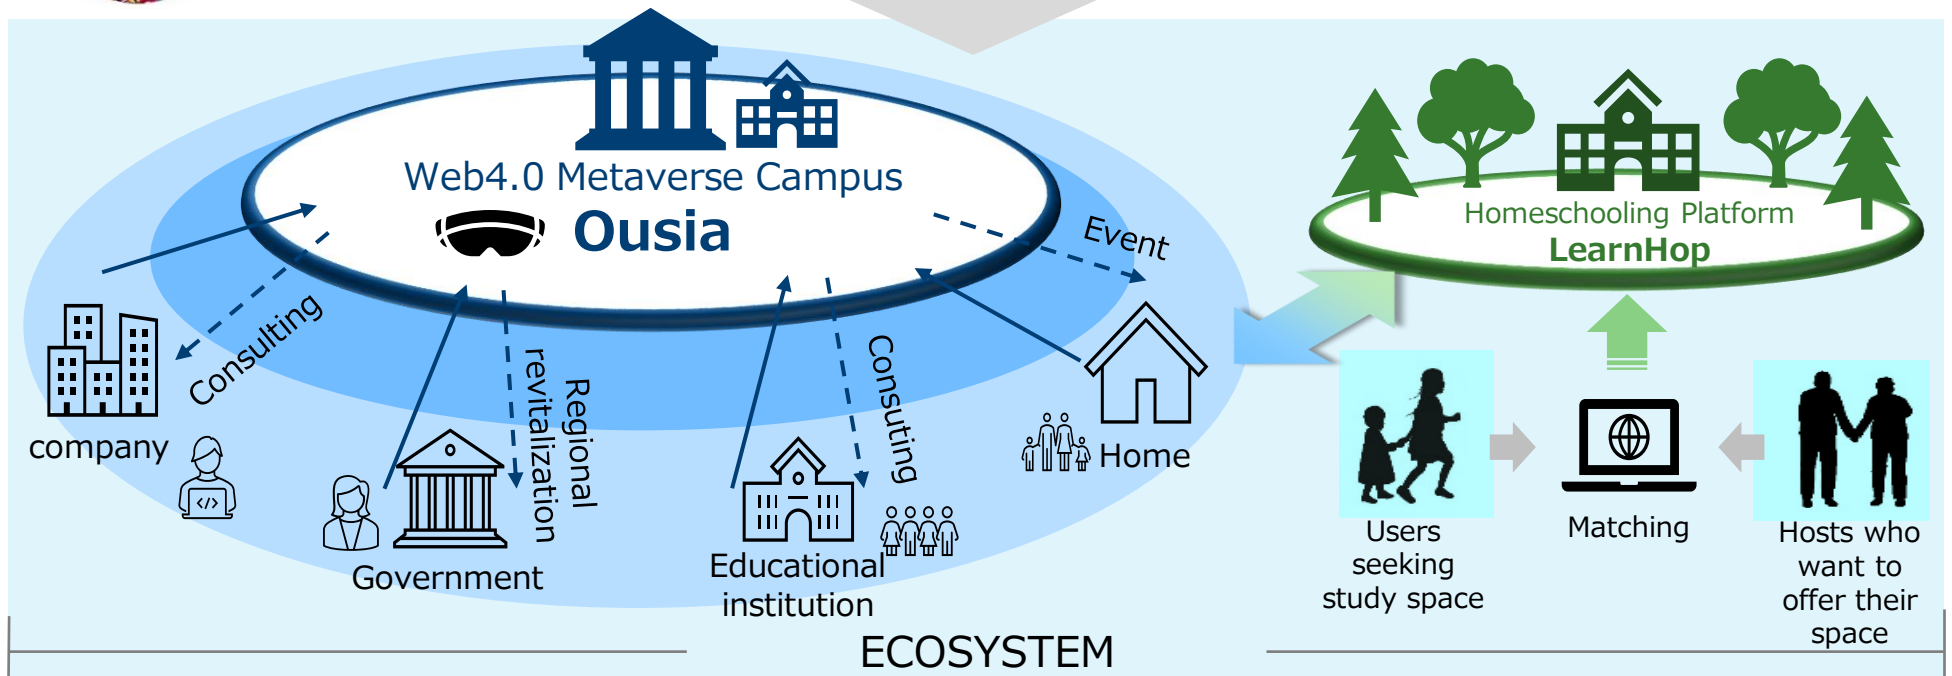 Web4.0 Metaverse Campus
Ousia
Consulting
company
</>
Regional
revitalization
Government
Consuting
Educational
institution
Event
Home
Homeschooling Platform
LearnHop
Users
seeking
study space
Matching
Hosts who
want to
offer their
space
ECOSYSTEM